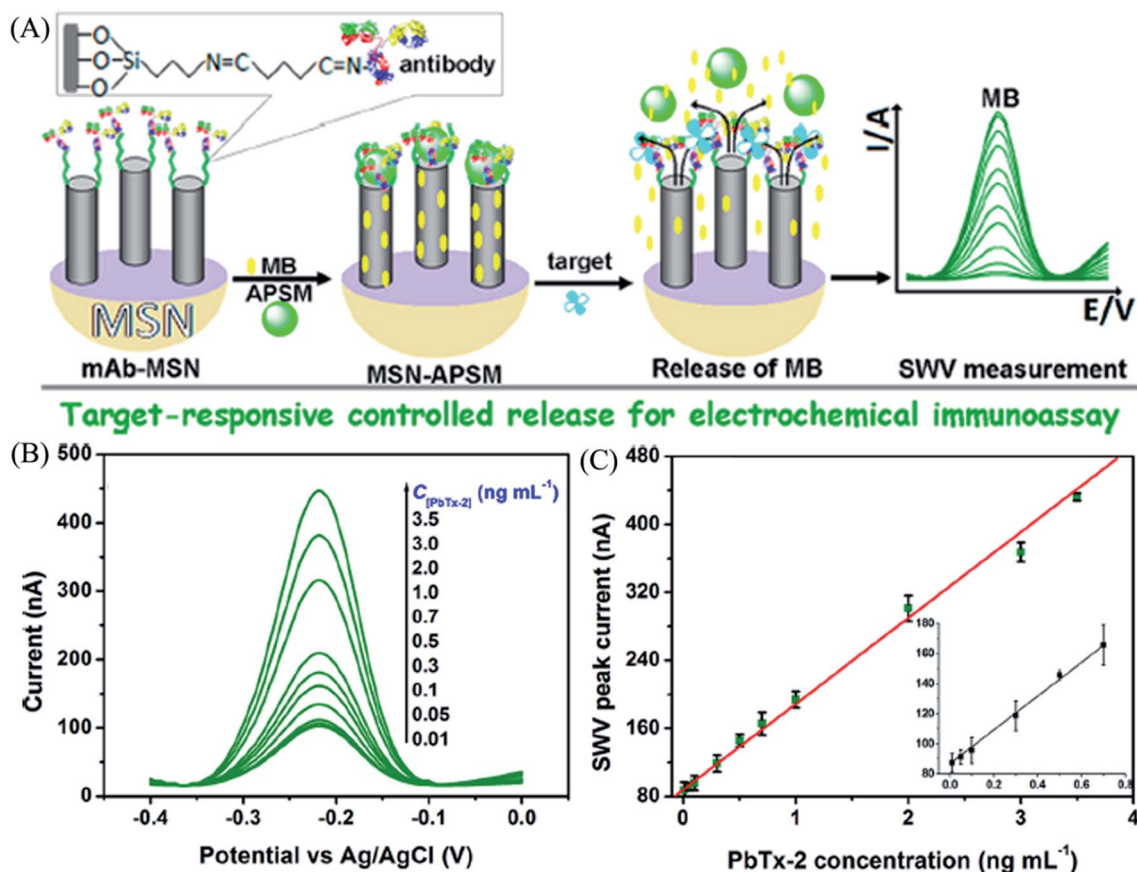 (A)
O
O
O
Si
N=C
C=N
antibody
MB
APSM
target
MSN
mAb-MSN
MSN-APSM
Release of MB
SWV measurement
MB
I/A
E/V
Target-responsive controlled release for electrochemical immunoassay
(B)
500
400
300
200
100
0
Current (nA)
-0.4
-0.3
-0.2
-0.1
0.0
Potential vs Ag/AgCl (V)
C[PbTx-2] (ng mL-1)
3.5
3.0
2.0
1.0
0.7
0.5
0.3
0.1
0.05
0.01
(C)
480
400
320
240
160
80
SWV peak current (nA)
0
1
2
3
4
PbTx-2 concentration (ng mL-1)
180
160
140
120
100
80
0.0
0.2
0.4
0.6
0.8